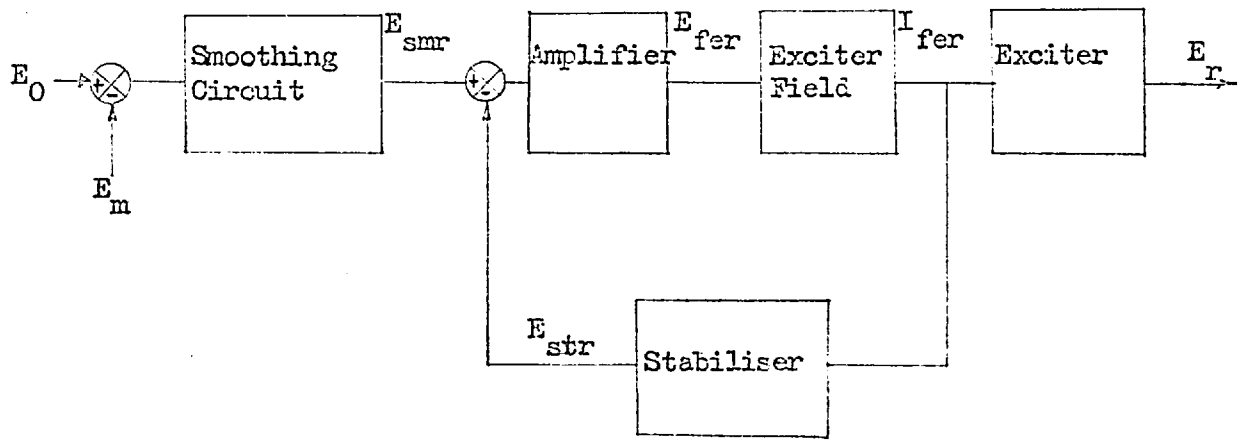 E_0
+
-
E_m
Smoothing
Circuit
E_smr
+
-
Amplifier
E_fer
Exciter
Field
I_fer
Exciter
E_r
E_str
Stabiliser